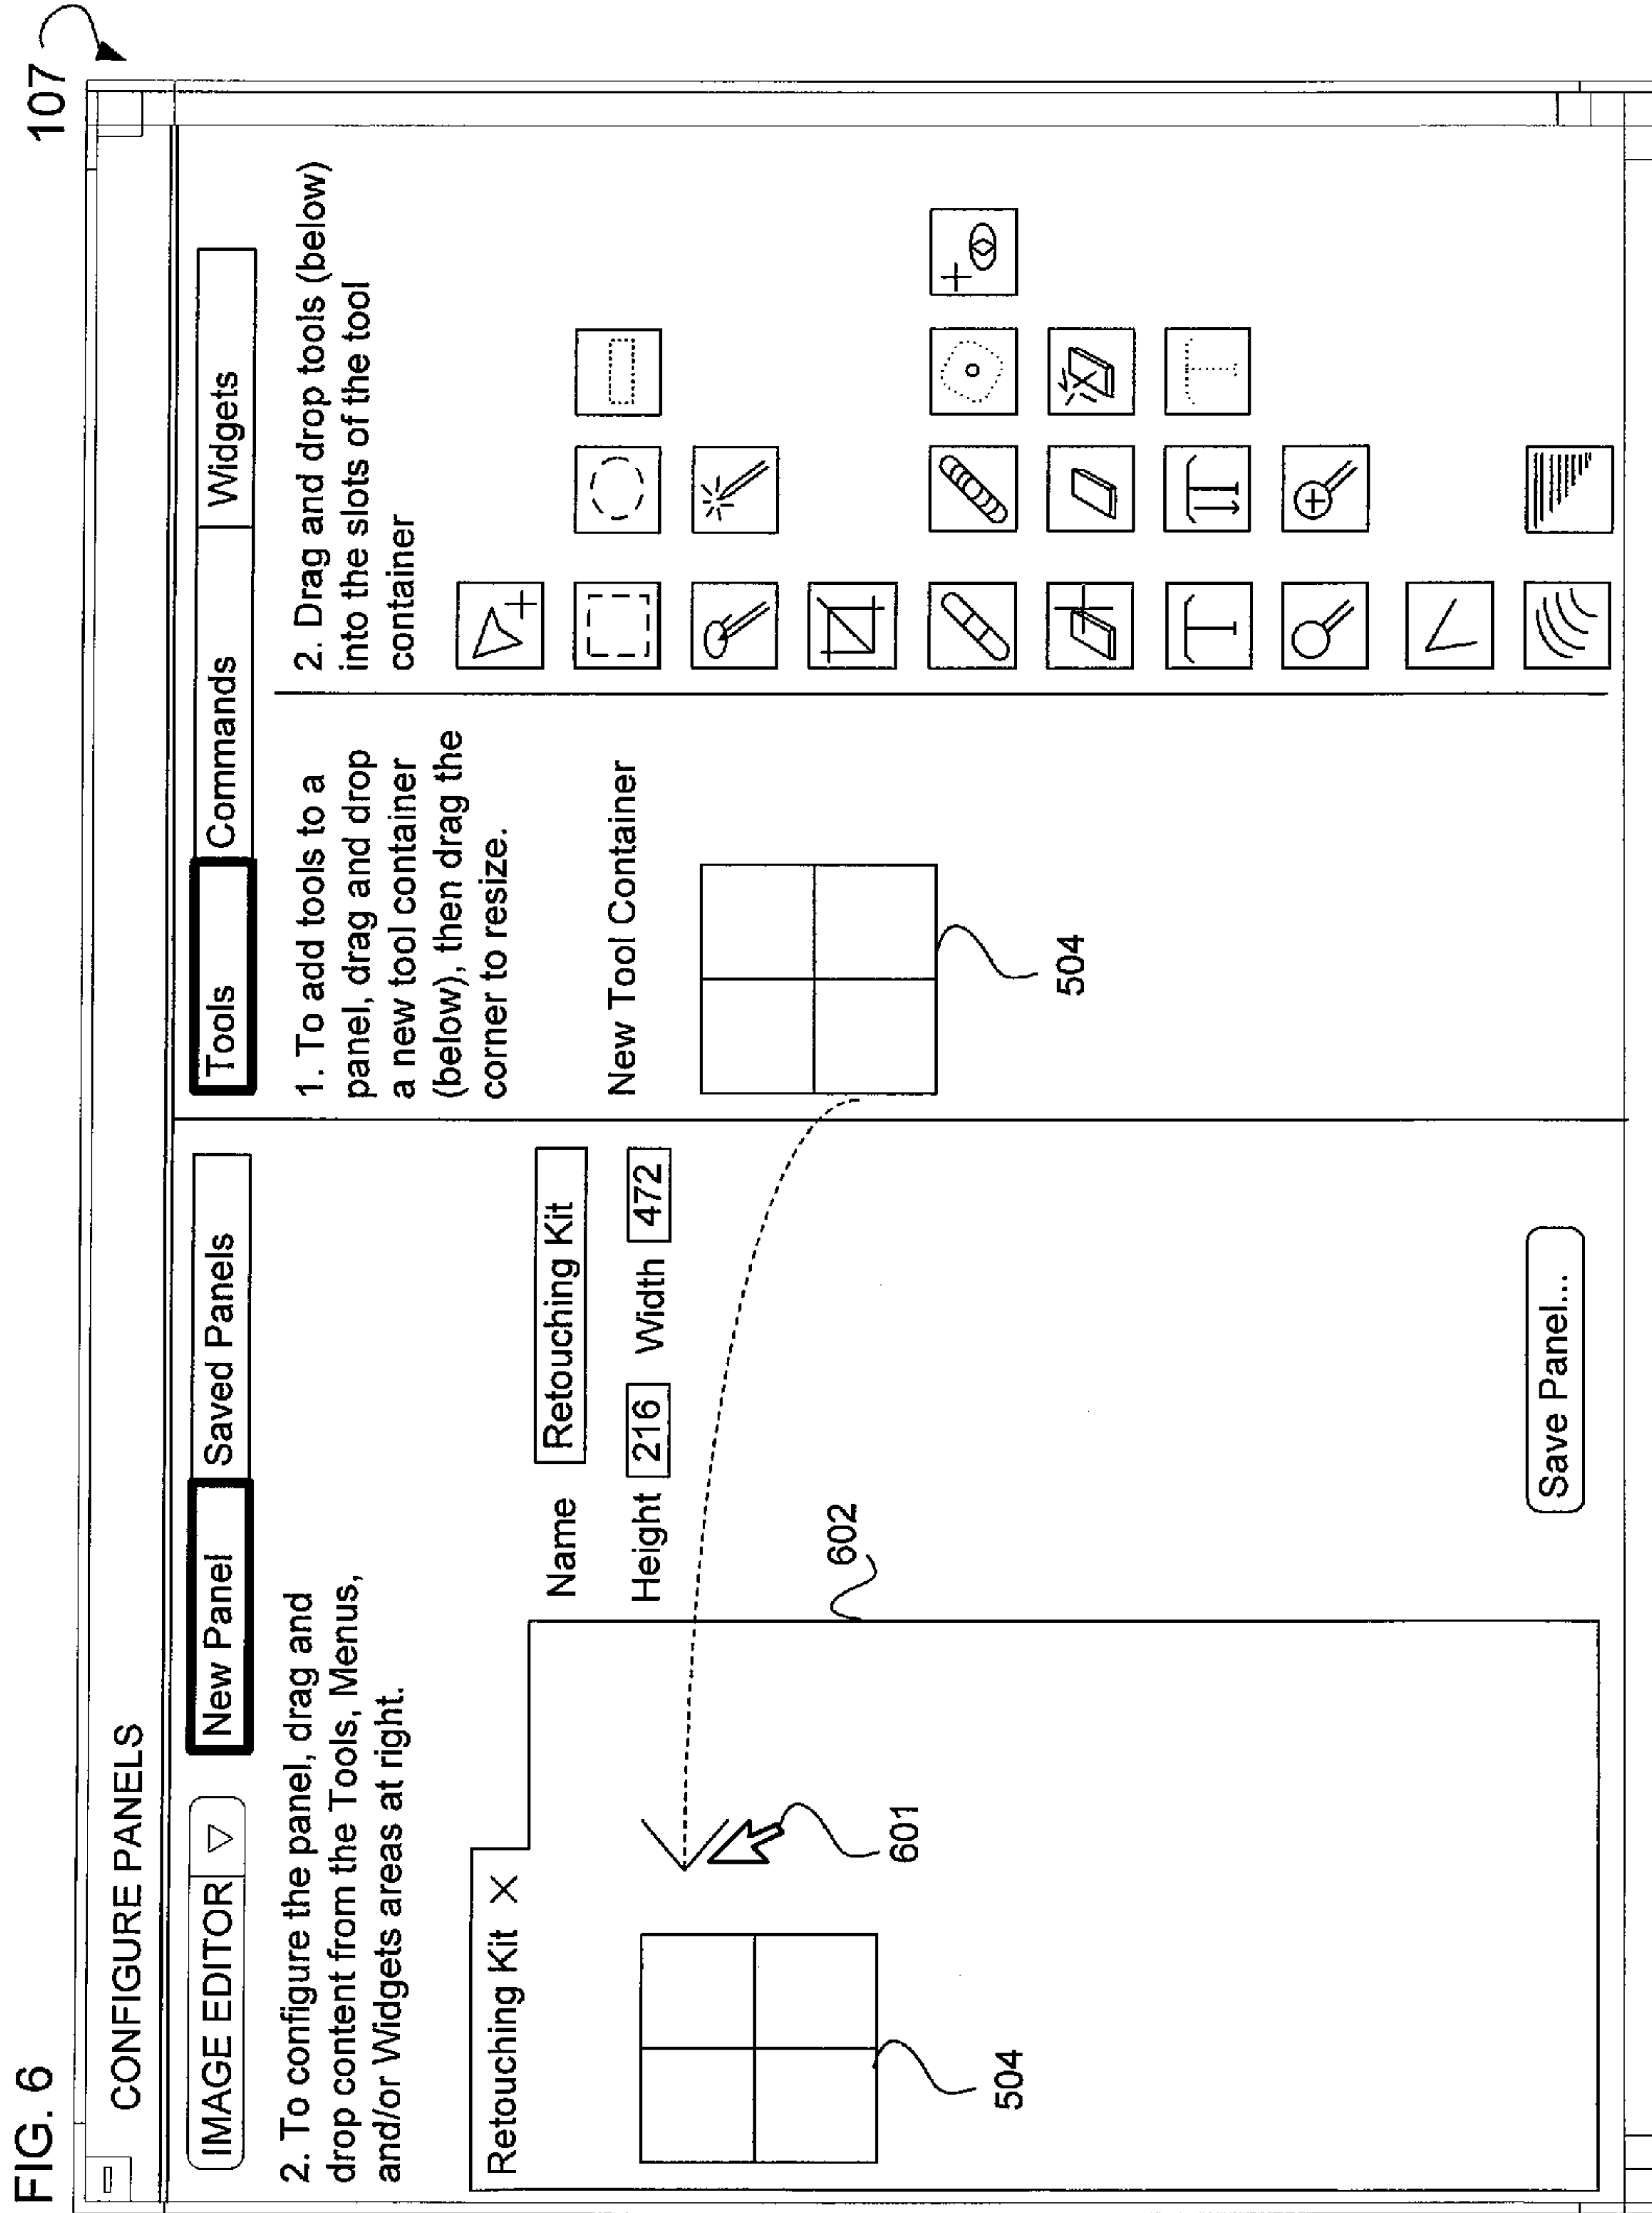 FIG. 6
107
CONFIGURE PANELS
IMAGE EDITOR
New Panel
Saved Panels
Tools
Commands
Widgets
2. To configure the panel, drag and
drop content from the Tools, Menus,
and/or Widgets areas at right.
Retouching Kit X
Name Retouching Kit
Height 216 Width 472
504
601
602
Save Panel...
1. To add tools to a
panel, drag and drop
a new tool container
(below), then drag the
corner to resize.
New Tool Container
504
2. Drag and drop tools (below)
into the slots of the tool
container